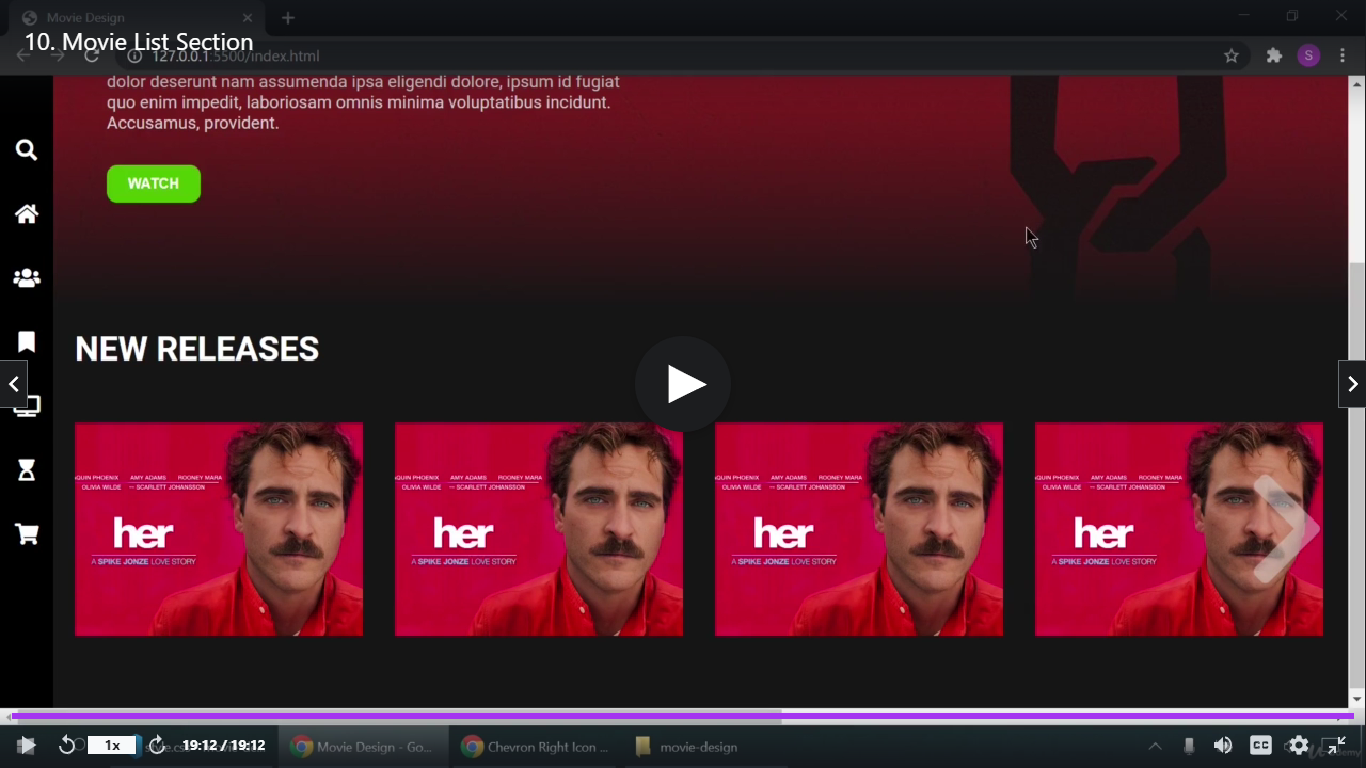 Movie Design
10. Movie List Section
127.0.0.1:5500/index.html
S
dolor deserunt nam assumenda ipsa eligendi dolore, ipsum id fugiat
quo enim impedit, laboriosam omnis minima voluptatibus incidunt.
Accusamus, provident.
WATCH
NEW RELEASES
QUIN PHOENIX AMY ADAMS ROONEY MARA
OLIVIA WILDE AND SCARLETT JOHANSSON
her
A SPIKE JONZE LOVE STORY
QUIN PHOENIX AMY ADAMS ROONEY MARA
OLIVIA WILDE AND SCARLETT JOHANSSON
her
A SPIKE JONZE LOVE STORY
QUIN PHOENIX AMY ADAMS ROONEY MARA
OLIVIA WILDE AND SCARLETT JOHANSSON
her
A SPIKE JONZE LOVE STORY
QUIN PHOENIX AMY ADAMS ROONEY MARA
OLIVIA WILDE AND SCARLETT JOHANSSON
her
A SPIKE JONZE LOVE STORY
1x
19:12 / 19:12
Movie Design - Go...
Chevron Right Icon ...
movie-design
CC